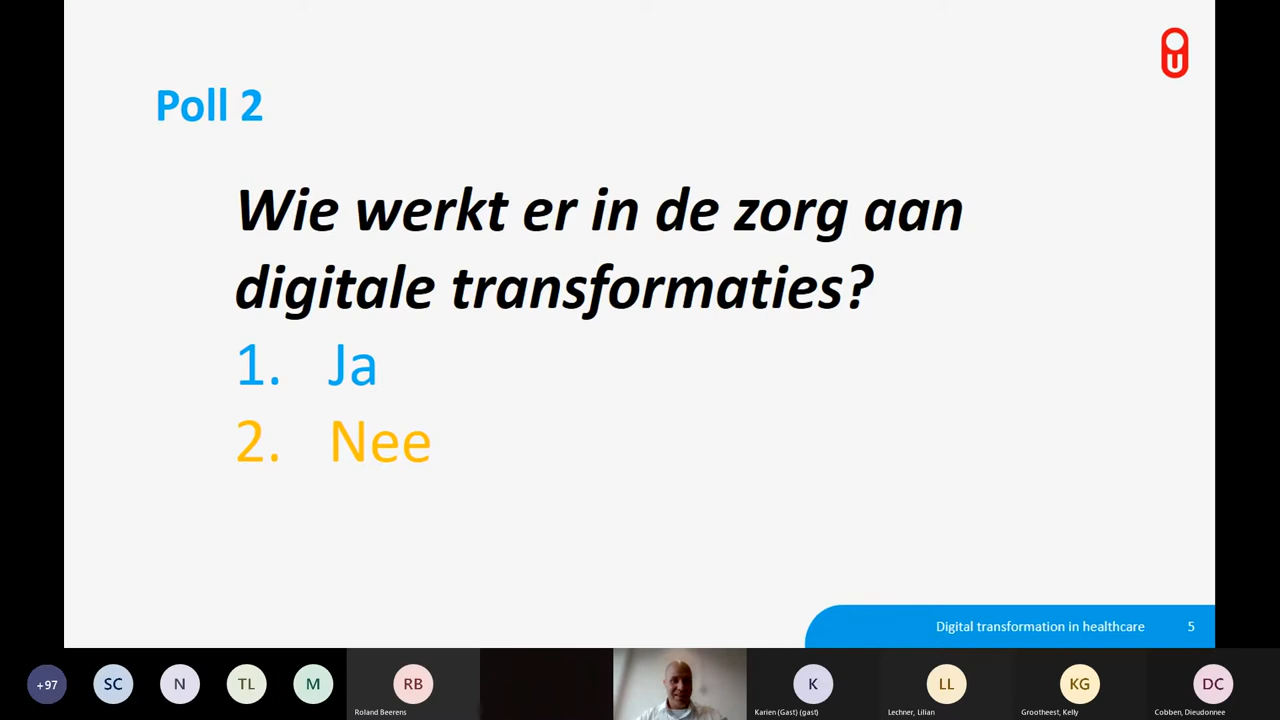 Poll 2
Wie werkt er in de zorg aan
digitale transformaties?
1. Ja
2. Nee
Digital transformation in healthcare 5
+97 SC N TL M RB K LL KG DC
Roland Beerens Karien (Gast) (gast) Lechner, Lilian Grootheest, Kelly Cobben, Dieudonnee